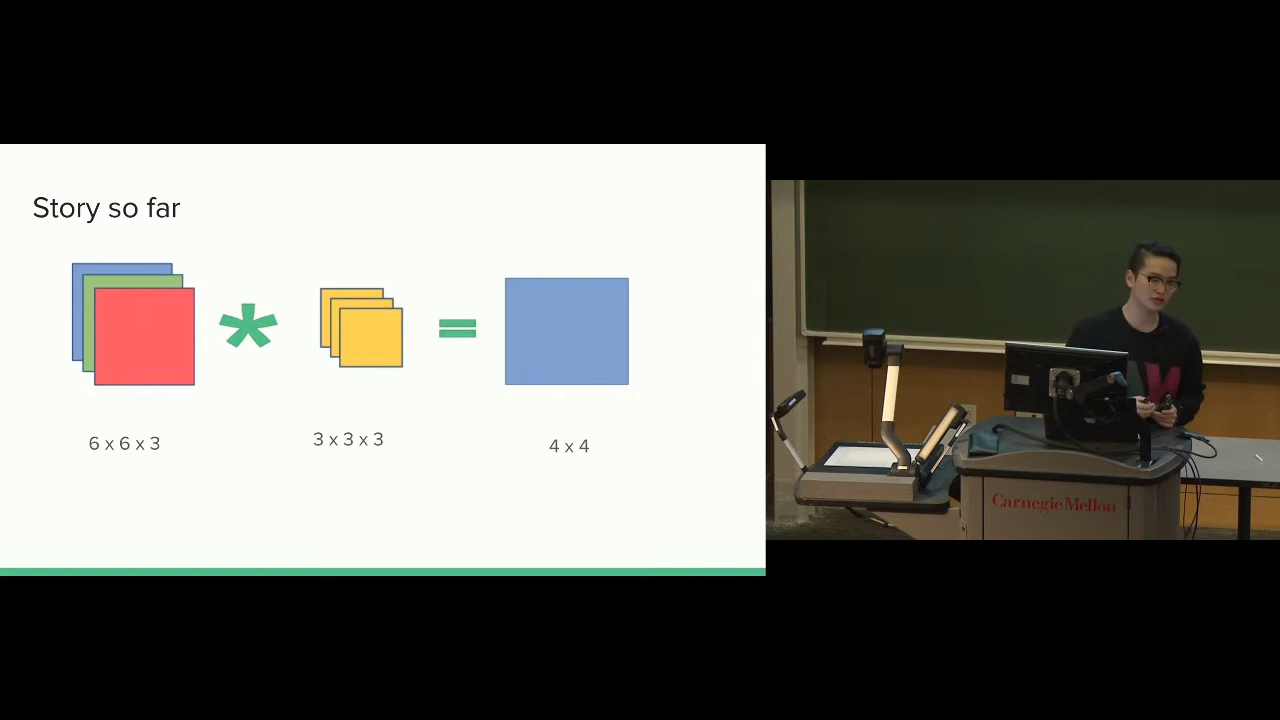 Story so far
*
=
6 x 6 x 3
3 x 3 x 3
4 x 4
Carnegie Mellon